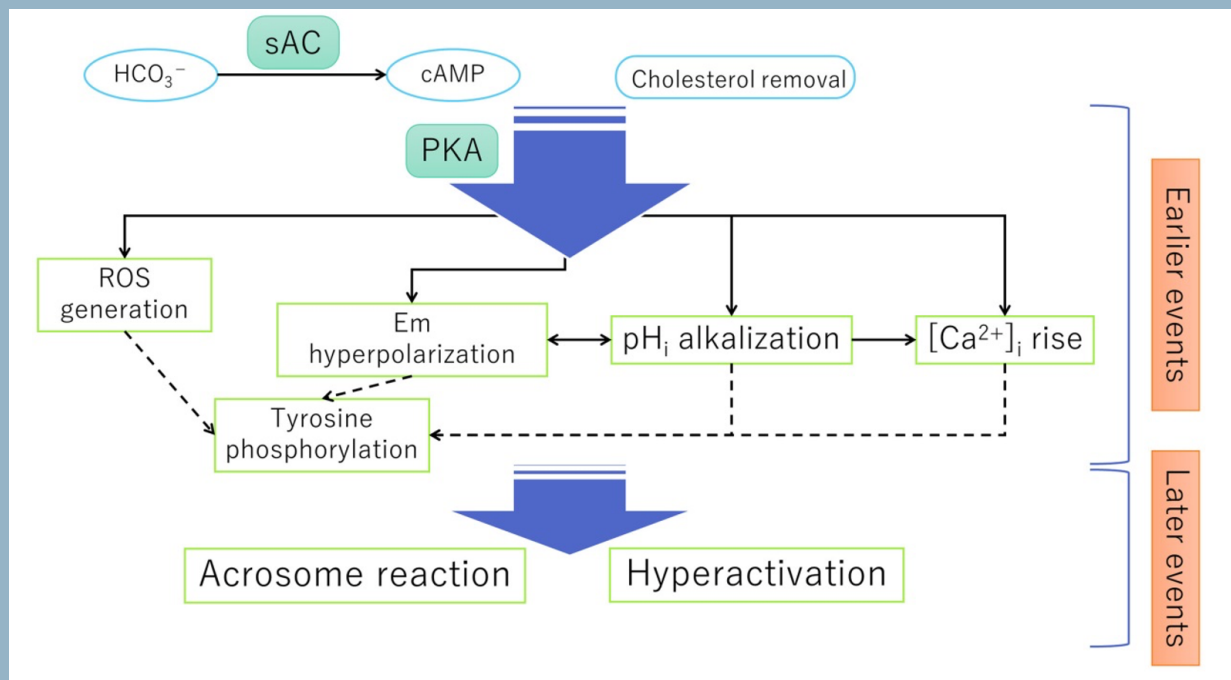 sAC
HCO₃⁻
cAMP
Cholesterol removal
PKA
Earlier events
ROS
generation
Em
hyperpolarization
pHᵢ alkalization
[Ca²⁺]ᵢ rise
Tyrosine
phosphorylation
Later events
Acrosome reaction
Hyperactivation